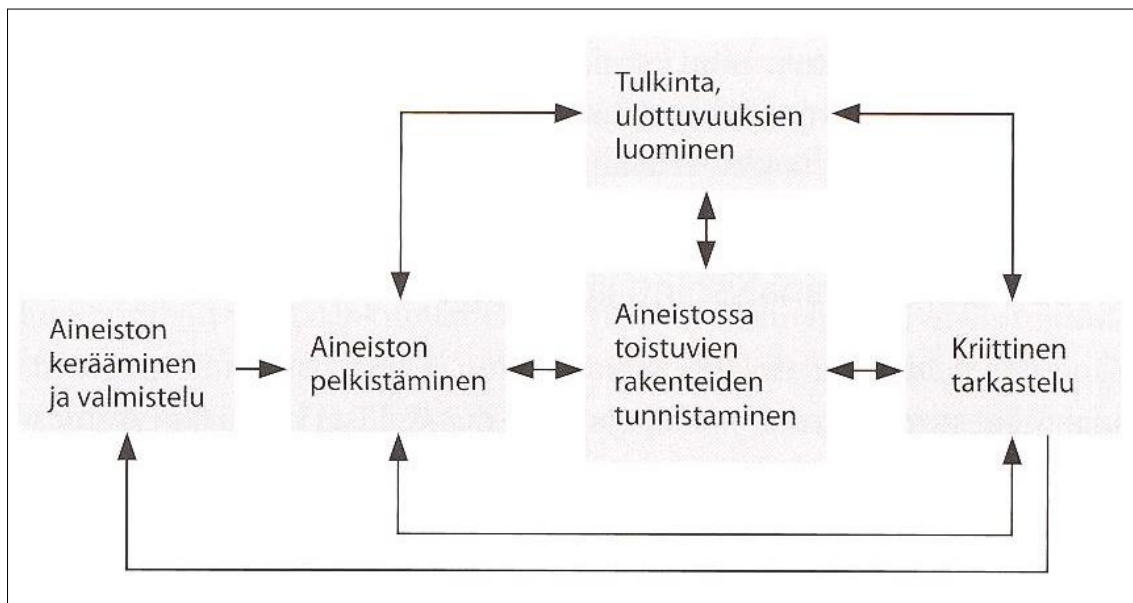 Tulkinta,
ulottuvuuksien
luominen
Aineiston
kerääminen
ja valmistelu
Aineiston
pelkistäminen
Aineistossa
toistuvien
rakenteiden
tunnistaminen
Kriittinen
tarkastelu